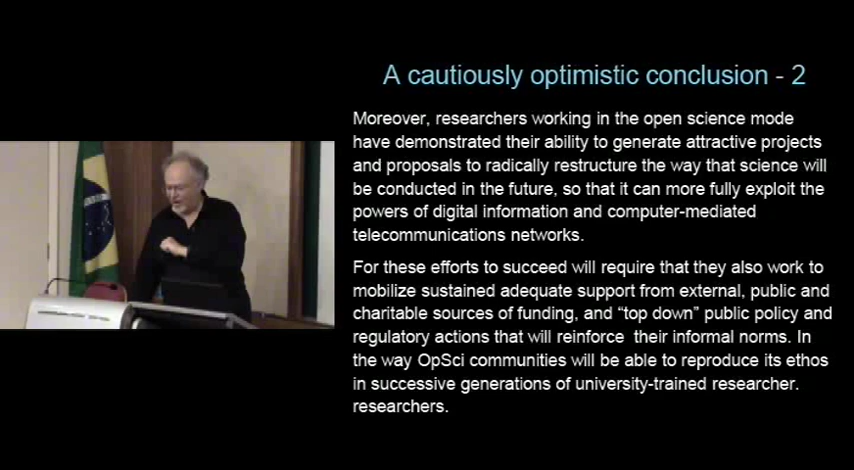 A cautiously optimistic conclusion - 2
Moreover, researchers working in the open science mode
have demonstrated their ability to generate attractive projects
and proposals to radically restructure the way that science will
be conducted in the future, so that it can more fully exploit the
powers of digital information and computer-mediated
telecommunications networks.
For these efforts to succeed will require that they also work to
mobilize sustained adequate support from external, public and
charitable sources of funding, and “top down” public policy and
regulatory actions that will reinforce  their informal norms. In
the way OpSci communities will be able to reproduce its ethos
in successive generations of university-trained researcher.
researchers.